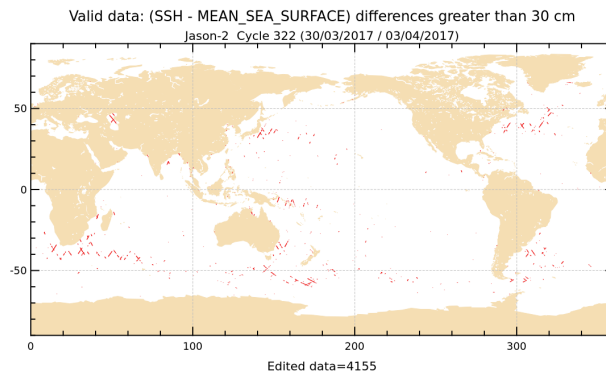 Valid data: (SSH - MEAN_SEA_SURFACE) differences greater than 30 cm
Jason-2 Cycle 322 (30/03/2017 / 03/04/2017)
50
0
-50
0
100
200
300
Edited data=4155